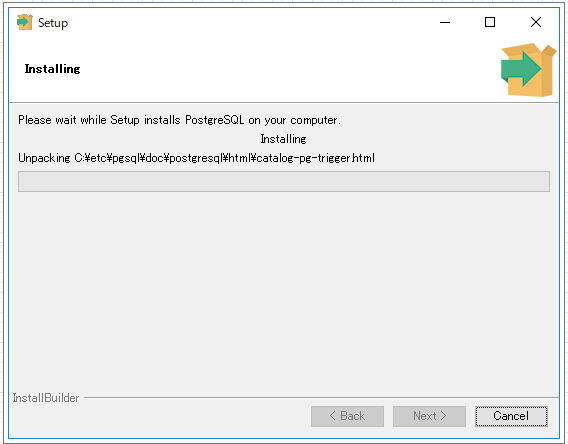 Setup
Installing
Please wait while Setup installs PostgreSQL on your computer.
Installing
Unpacking C:¥etc¥pgsql¥doc¥postgresql¥html¥catalog-pg-trigger.html
InstallBuilder
< Back
Next >
Cancel